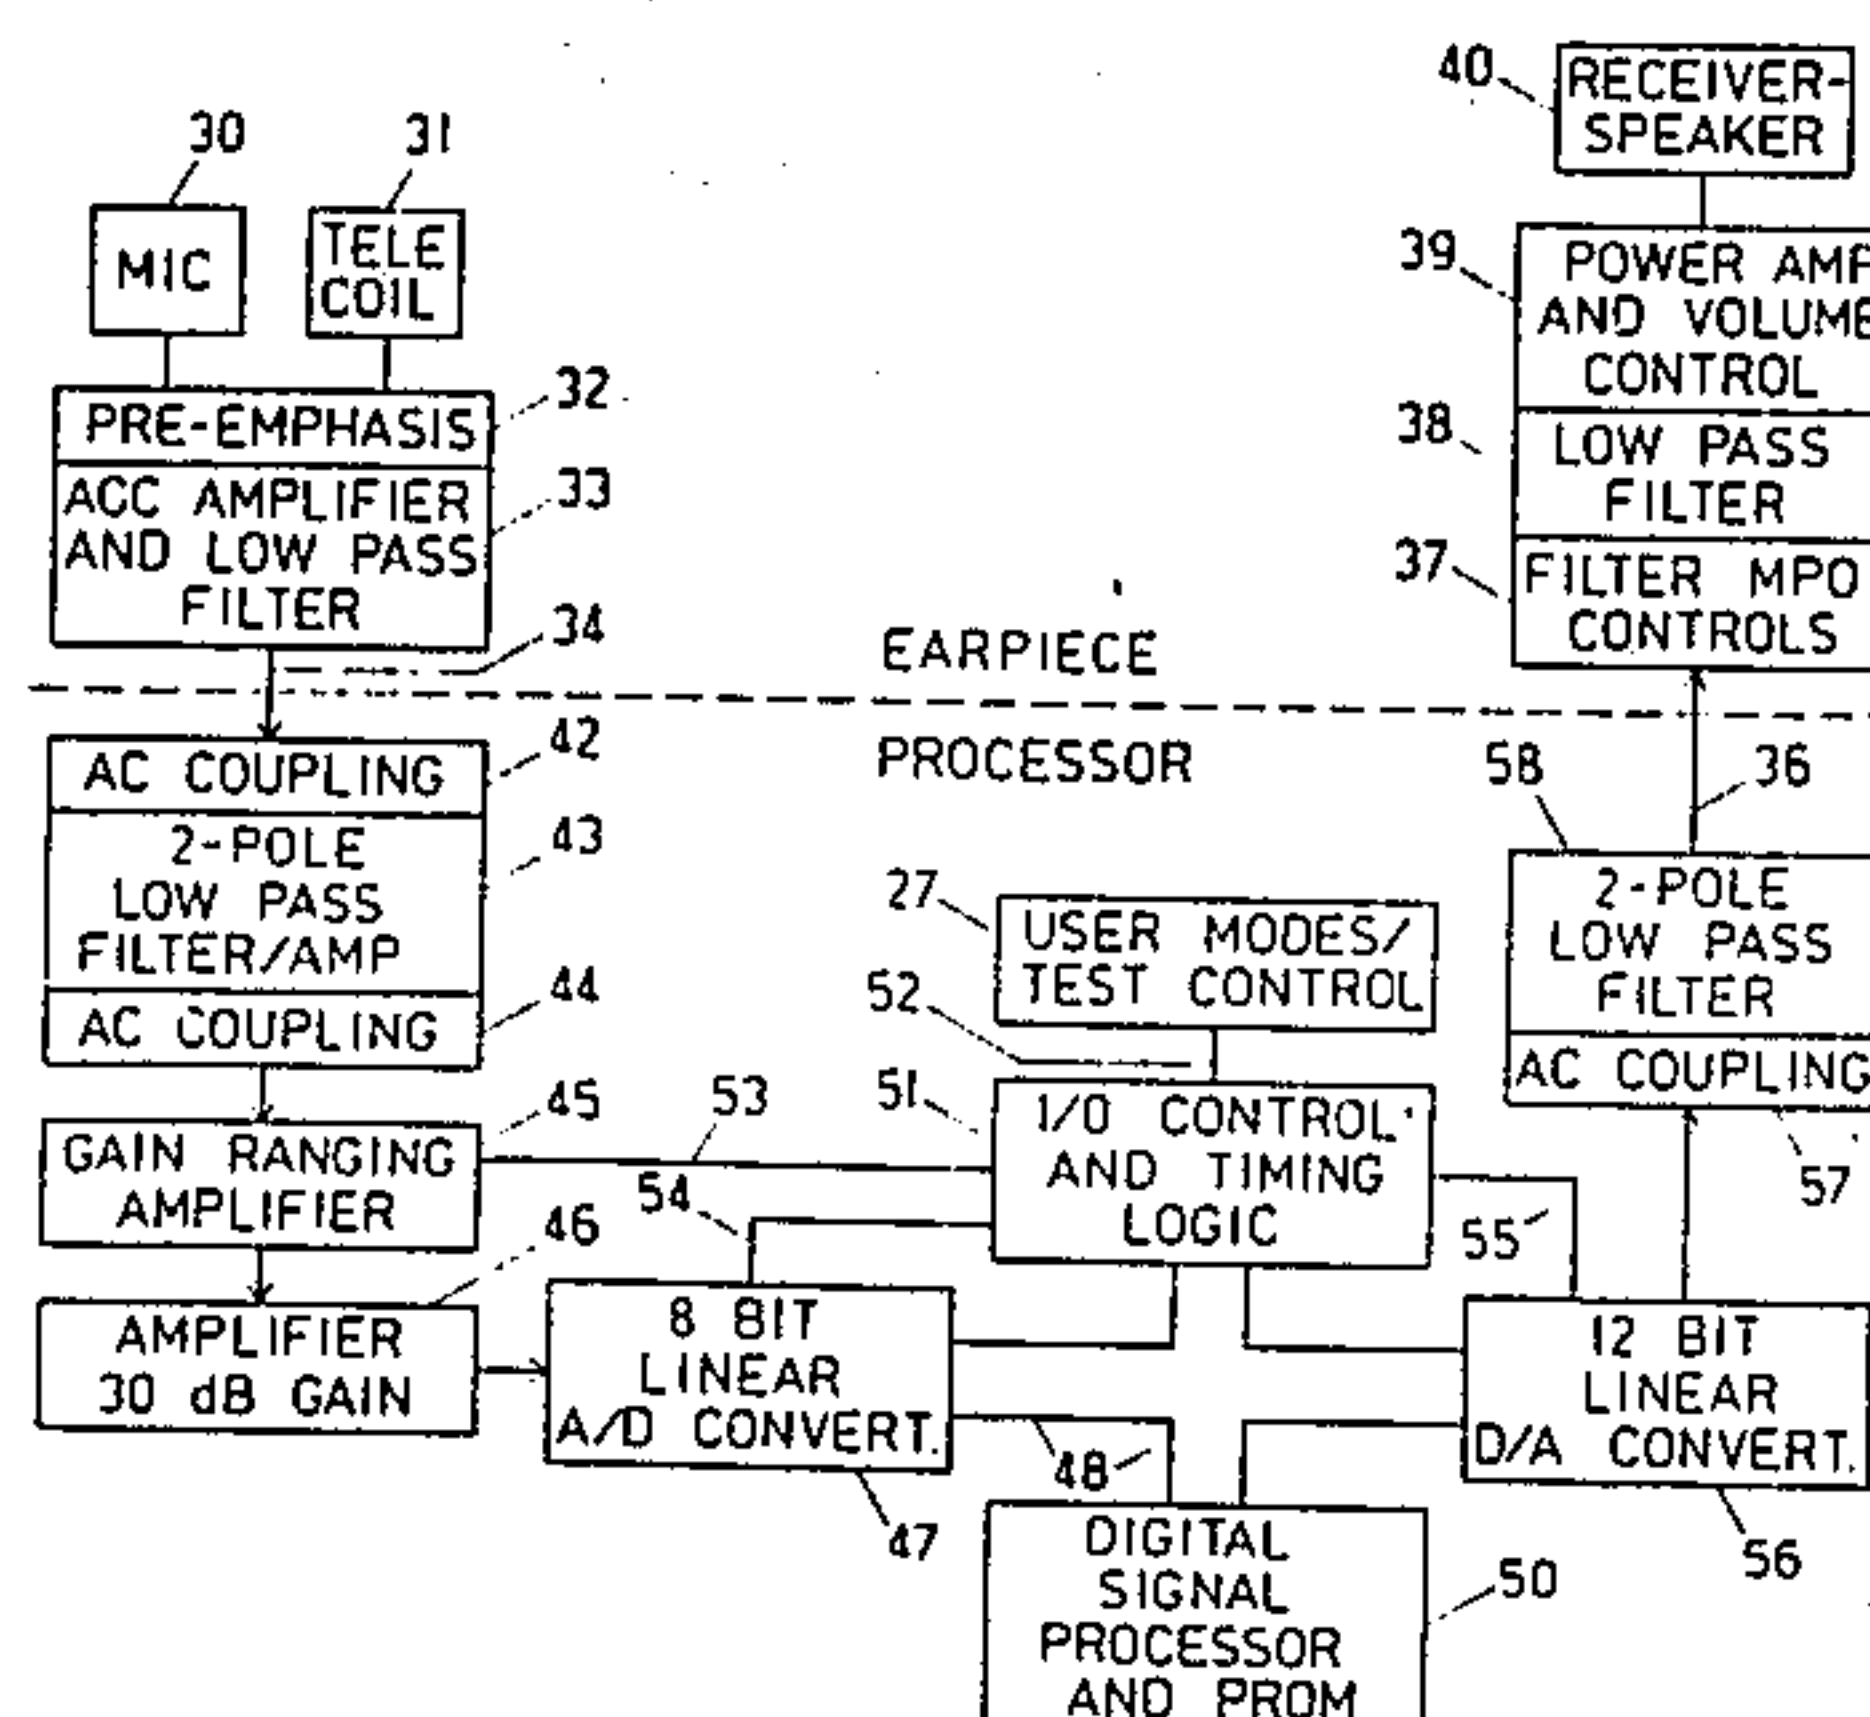 30
31
MIC
TELE
COIL
PRE-EMPHASIS
32
AGC AMPLIFIER
AND LOW PASS
FILTER
33
34
40
RECEIVER-
SPEAKER
39
POWER AMP
AND VOLUME
CONTROL
38
LOW PASS
FILTER
37
FILTER MPO
CONTROLS
EARPIECE
PROCESSOR
AC COUPLING
42
2-POLE
LOW PASS
FILTER/AMP
43
AC COUPLING
44
GAIN RANGING
AMPLIFIER
45
AMPLIFIER
30 dB GAIN
46
53
54
27
USER MODES/
TEST CONTROL
52
51
I/O CONTROL
AND TIMING
LOGIC
58
36
2-POLE
LOW PASS
FILTER
AC COUPLING
57
55
8 BIT
LINEAR
A/D CONVERT.
47
48
12 BIT
LINEAR
D/A CONVERT.
56
DIGITAL
SIGNAL
PROCESSOR
AND PROM
50